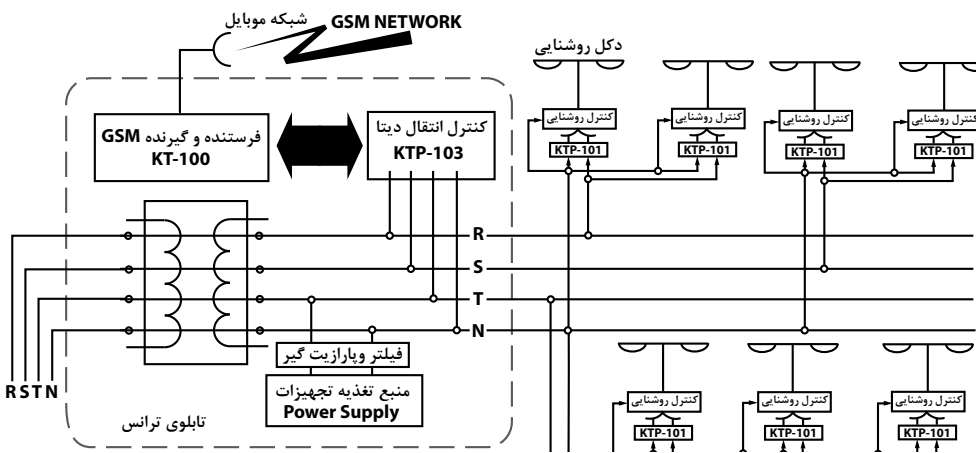 شبکه موبایل GSM NETWORK
دکل روشنایی
فرستنده و گیرنده GSM
KT-100
کنترل انتقال دیتا
KTP-103
کنترل روشنایی
KTP-101
کنترل روشنایی
KTP-101
کنترل روشنایی
KTP-101
کنترل روشنایی
KTP-101
R
S
T
N
R S T N
فیلتر وپارازیت گیر
منبع تغذیه تجهیزات
Power Supply
تابلوی ترانس
کنترل روشنایی
KTP-101
کنترل روشنایی
KTP-101
کنترل روشنایی
KTP-101